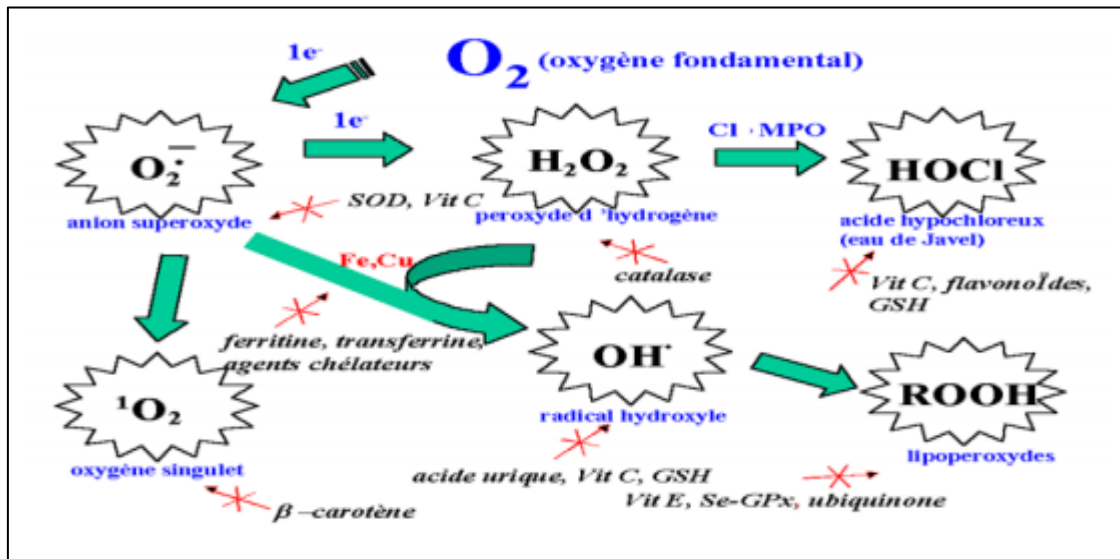 1e-
O2 (oxygène fondamental)
1e-
Cl- MPO
O2•−
H2O2
HOCl
anion superoxyde
SOD, Vit C
peroxyde d 'hydrogène
acide hypochloreux
(eau de Javel)
Fe,Cu
catalase
Vit C, flavonoÏdes,
GSH
ferritine, transferrine,
agents chélateurs
1O2
OH•
ROOH
radical hydroxyle
lipoperoxydes
oxygène singulet
acide urique, Vit C, GSH
Vit E, Se-GPx, ubiquinone
β –carotène